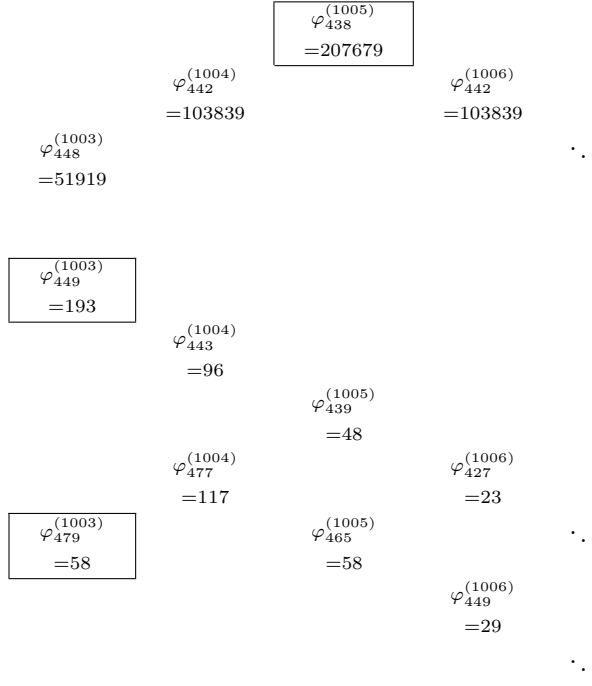 φ_{438}^{(1005)}
=207679
φ_{442}^{(1004)} φ_{442}^{(1006)}
=103839 =103839
φ_{448}^{(1003)} ⋱
=51919
φ_{449}^{(1003)}
=193
φ_{443}^{(1004)}
=96
φ_{439}^{(1005)}
=48
φ_{477}^{(1004)} φ_{427}^{(1006)}
=117 =23
φ_{479}^{(1003)} φ_{465}^{(1005)} ⋱
=58 =58
φ_{449}^{(1006)}
=29
⋱